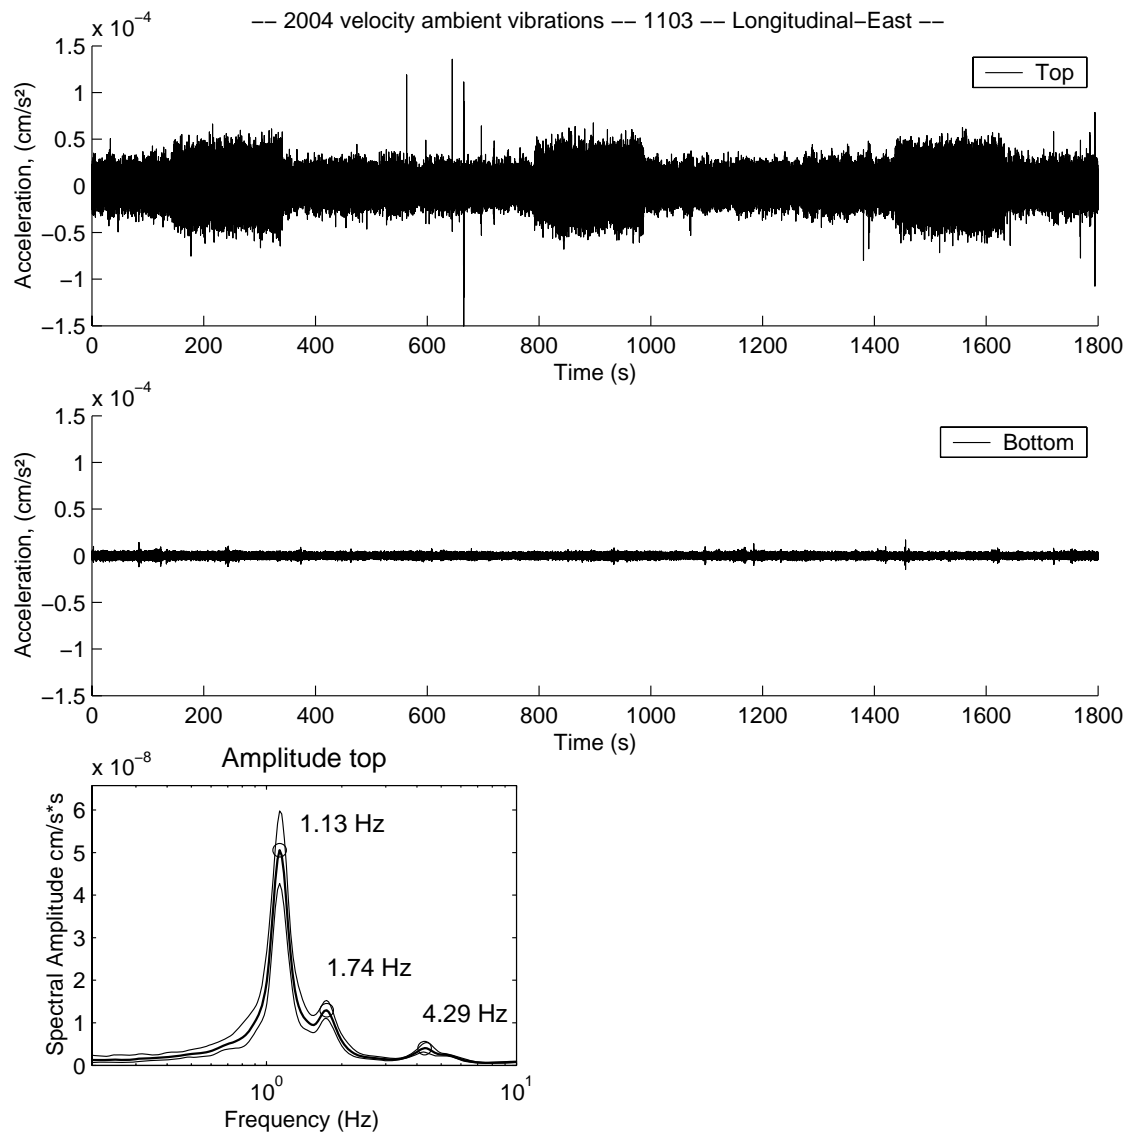 −− 2004 velocity ambient vibrations −− 1103 −− Longitudinal−East −−
x 10⁻⁴
1.5
1
0.5
0
−0.5
−1
−1.5
Acceleration, (cm/s²)
Top
0 200 400 600 800 1000 1200 1400 1600 1800
Time (s)
x 10⁻⁴
1.5
1
0.5
0
−0.5
−1
−1.5
Acceleration, (cm/s²)
Bottom
0 200 400 600 800 1000 1200 1400 1600 1800
Time (s)
Amplitude top
x 10⁻⁸
6
5
4
3
2
1
0
Spectral Amplitude cm/s*s
1.13 Hz
1.74 Hz
4.29 Hz
10⁰ 10¹
Frequency (Hz)